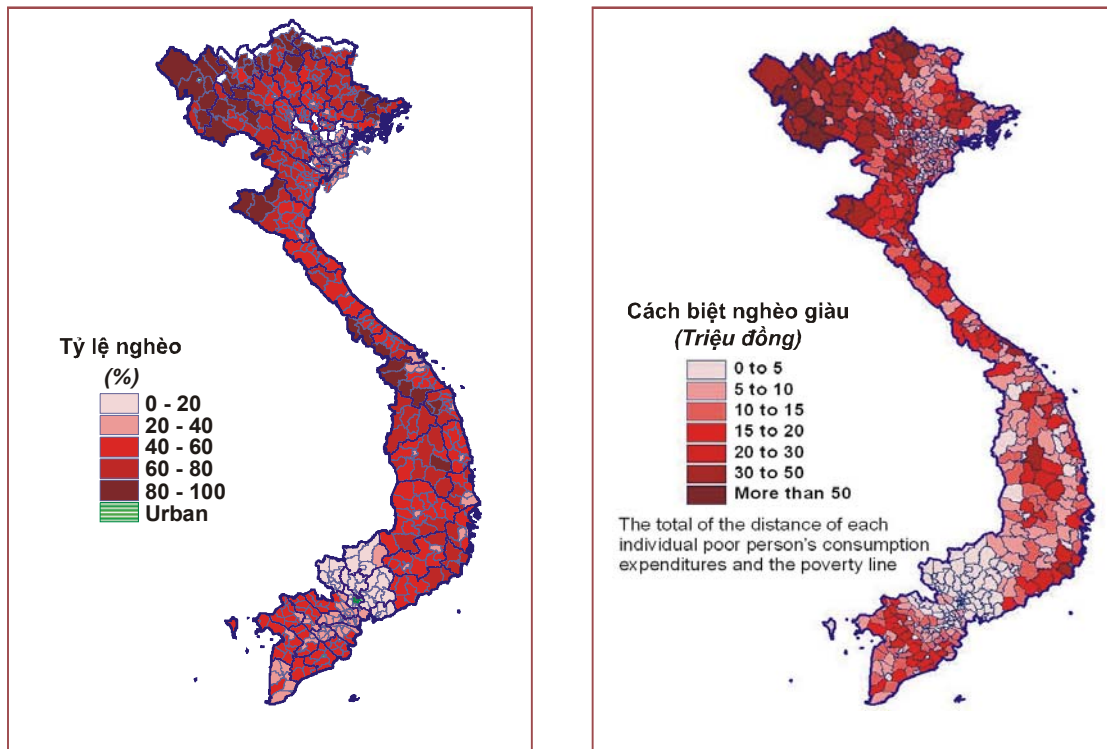 Tỷ lệ nghèo
(%)
0 - 20
20 - 40
40 - 60
60 - 80
80 - 100
Urban
Cách biệt nghèo giàu
(Triệu đồng)
0 to 5
5 to 10
10 to 15
15 to 20
20 to 30
30 to 50
More than 50
The total of the distance of each
individual poor person's consumption
expenditures and the poverty line